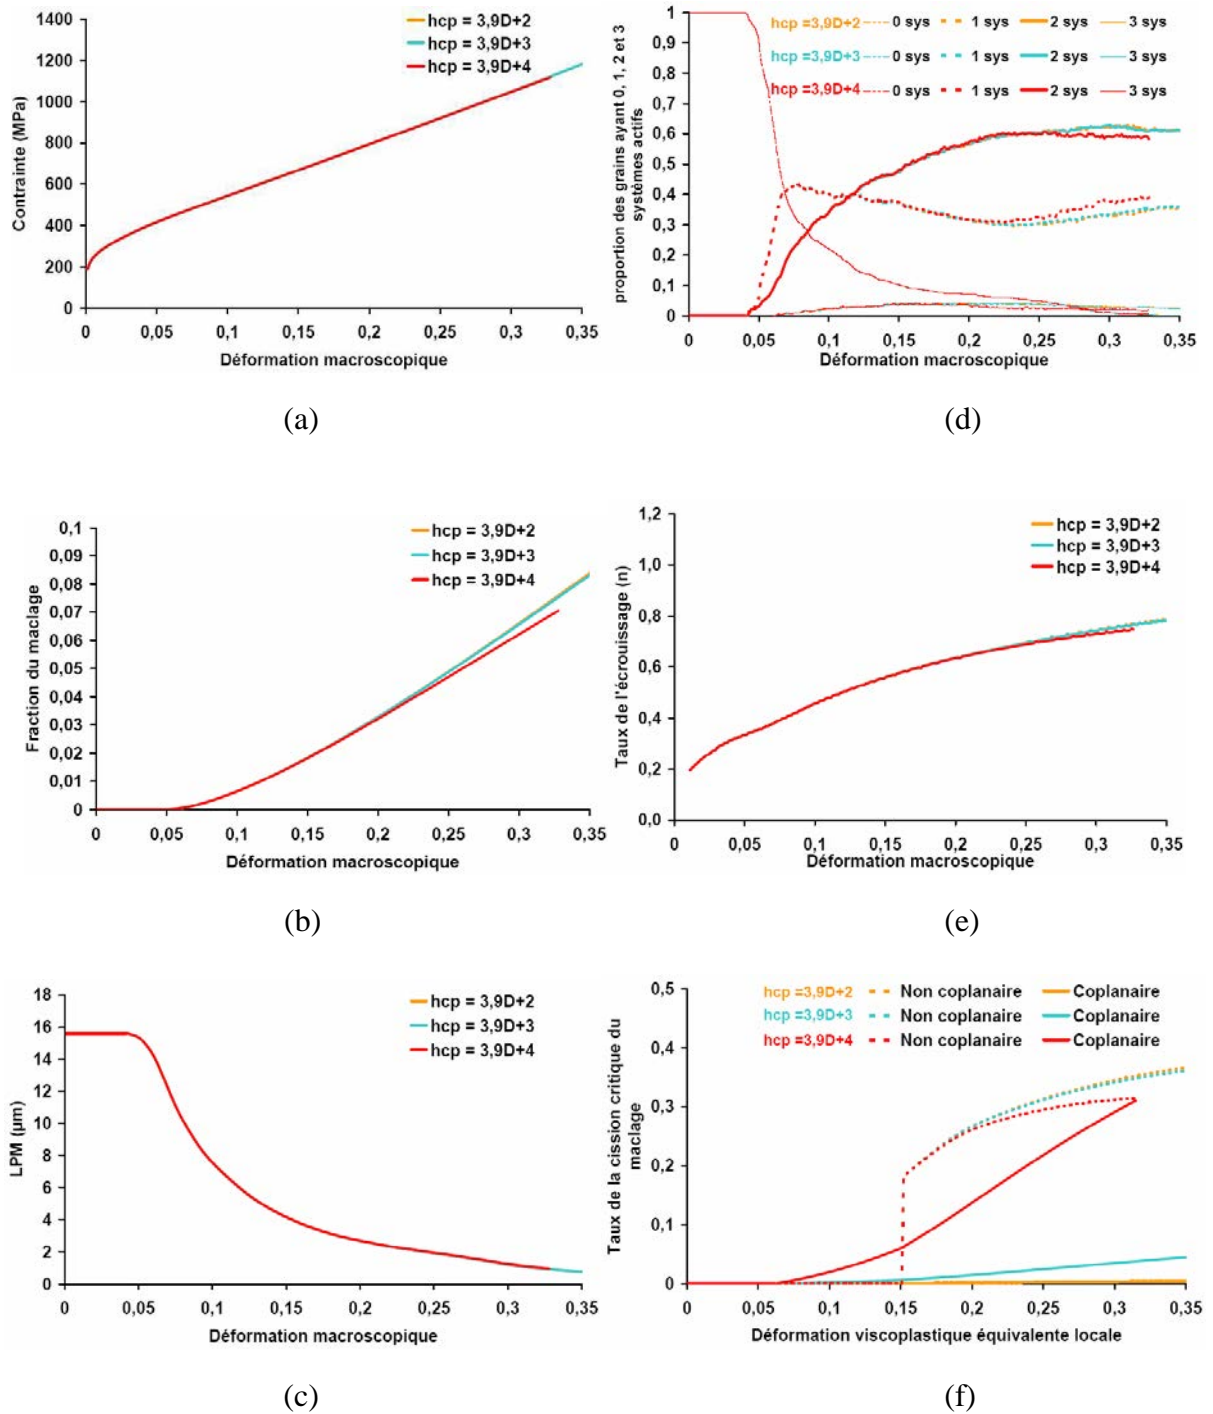 1400
1200
1000
800
600
400
200
0
Contrainte (MPa)
hcp = 3,9D+2
hcp = 3,9D+3
hcp = 3,9D+4
0 0,05 0,1 0,15 0,2 0,25 0,3 0,35
Déformation macroscopique
(a)
1
0,9
0,8
0,7
0,6
0,5
0,4
0,3
0,2
0,1
0
proportion des grains ayant 0, 1, 2 et 3
systèmes actifs
hcp =3,9D+2 0 sys 1 sys 2 sys 3 sys
hcp =3,9D+3 0 sys 1 sys 2 sys 3 sys
hcp =3,9D+4 0 sys 1 sys 2 sys 3 sys
0 0,05 0,1 0,15 0,2 0,25 0,3 0,35
Déformation macroscopique
(d)
0,1
0,09
0,08
0,07
0,06
0,05
0,04
0,03
0,02
0,01
0
Fraction du maclage
hcp = 3,9D+2
hcp = 3,9D+3
hcp = 3,9D+4
0 0,05 0,1 0,15 0,2 0,25 0,3 0,35
Déformation macroscopique
(b)
1,2
1,0
0,8
0,6
0,4
0,2
0,0
Taux de l'écrouissage (n)
hcp = 3,9D+2
hcp = 3,9D+3
hcp = 3,9D+4
0 0,05 0,1 0,15 0,2 0,25 0,3 0,35
Déformation macroscopique
(e)
18
16
14
12
10
8
6
4
2
0
LPM (µm)
hcp = 3,9D+2
hcp = 3,9D+3
hcp = 3,9D+4
0 0,05 0,1 0,15 0,2 0,25 0,3 0,35
Déformation macroscopique
(c)
0,5
0,4
0,3
0,2
0,1
0
Taux de la cission critique du
maclage
hcp =3,9D+2 Non coplanaire Coplanaire
hcp =3,9D+3 Non coplanaire Coplanaire
hcp =3,9D+4 Non coplanaire Coplanaire
0 0,05 0,1 0,15 0,2 0,25 0,3 0,35
Déformation viscoplastique équivalente locale
(f)